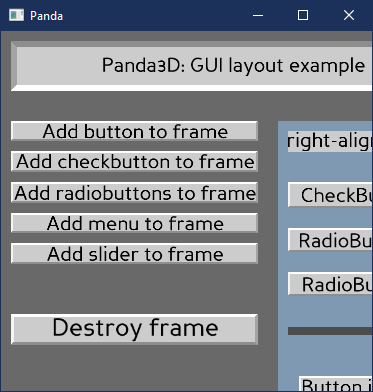 Panda
Panda3D: GUI layout example
Add button to frame
Add checkbutton to frame
Add radiobuttons to frame
Add menu to frame
Add slider to frame
Destroy frame
right-alig
CheckBu
RadioBu
RadioBu
Button i